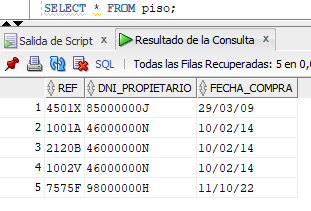 SELECT * FROM piso;
Salida de Script × Resultado de la Consulta ×
SQL | Todas las Filas Recuperadas: 5 en 0,0
REF DNI_PROPIETARIO FECHA_COMPRA
1 4501X 85000000J 29/03/09
2 1001A 46000000N 10/02/14
3 2120B 46000000N 10/02/14
4 1002V 46000000N 10/02/14
5 7575F 98000000H 11/10/22